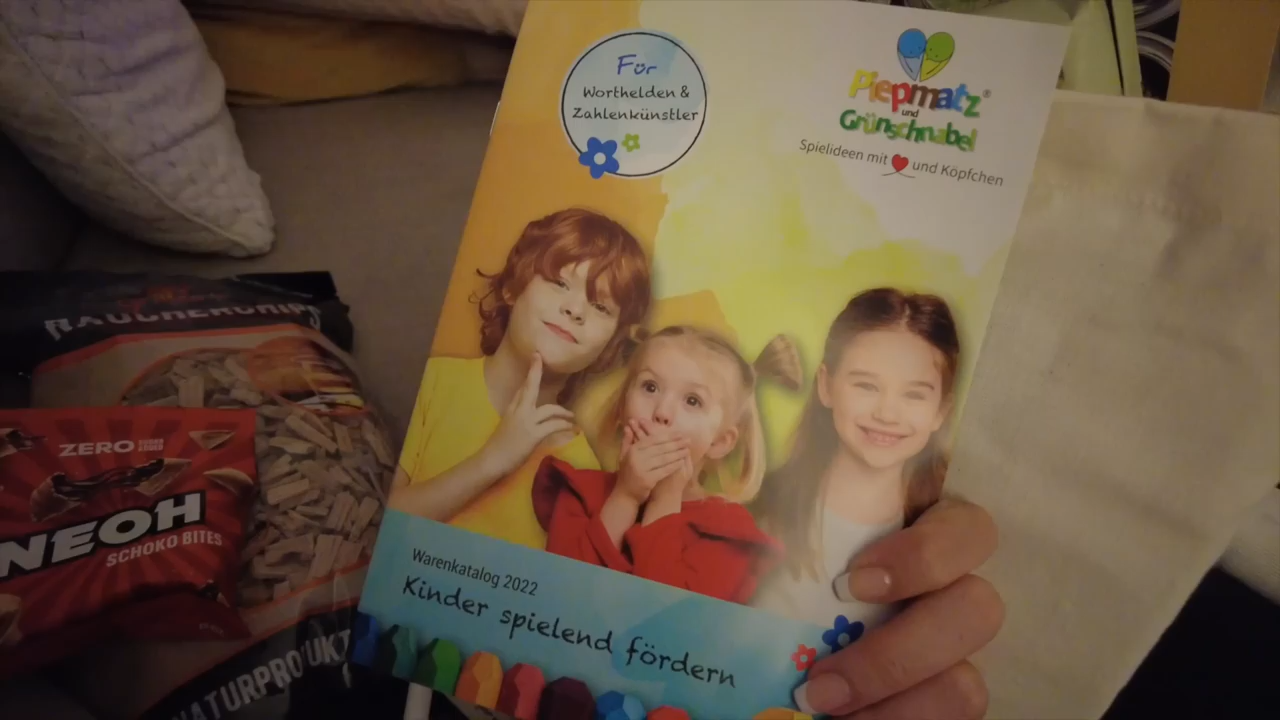 Für
Worthelden &
Zahlenkünstler
Piepmatz®
und
Grünschnabel
Spielideen mit und Köpfchen
RÄUCHERCHIPS
ZERO
NEOH
SCHOKO BITES
Warenkatalog 2022
Kinder spielend fördern
NATURPRODUKT